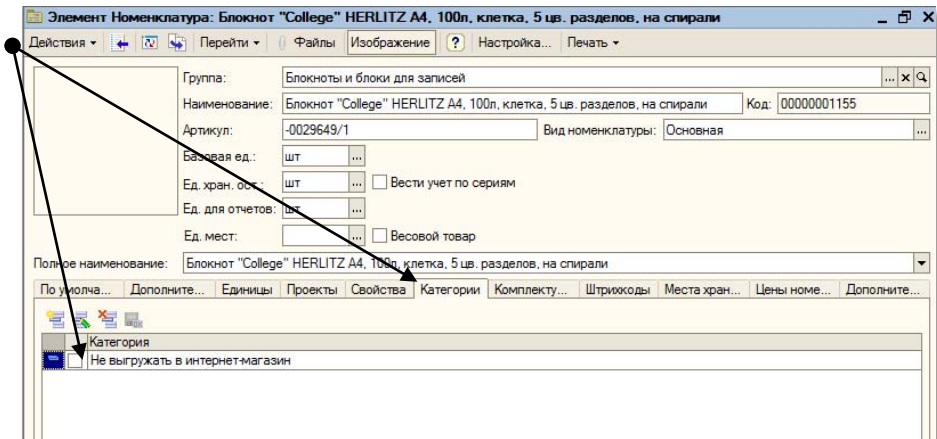 Элемент Номенклатура: Блокнот "College" HERLITZ А4, 100л, клетка, 5 цв. разделов, на спирали
Действия Перейти Файлы Изображение ? Настройка... Печать
Группа: Блокноты и блоки для записей ... x
Наименование: Блокнот "College" HERLITZ А4, 100л, клетка, 5 цв. разделов, на спирали Код: 00000001155
Артикул: -0029649/1 Вид номенклатуры: Основная ...
Базовая ед.: шт ...
Ед. хран. ост.: шт ... Вести учет по сериям
Ед. для отчетов: шт ...
Ед. мест: ... Весовой товар
Полное наименование: Блокнот "College" HERLITZ А4, 100л, клетка, 5 цв. разделов, на спирали
По умолча... Дополните... Единицы Проекты Свойства Категории Комплекту... Штрихкоды Места хран... Цены номе... Дополните...
Категория
Не выгружать в интернет-магазин